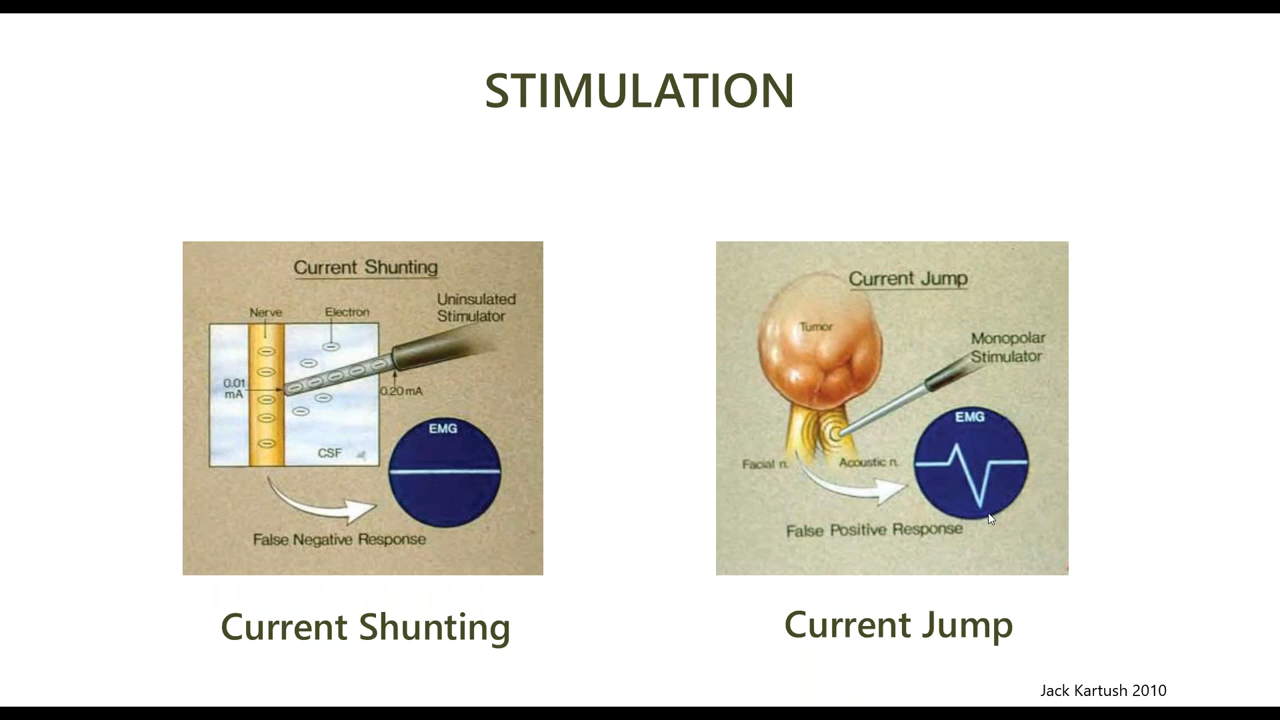 STIMULATION
Current Shunting
Uninsulated
Stimulator
Nerve
Electron
0.01
mA
0.20 mA
EMG
CSF
False Negative Response
Current Shunting
Current Jump
Tumor
Monopolar
Stimulator
EMG
Facial n.
Acoustic n.
False Positive Response
Current Jump
Jack Kartush 2010